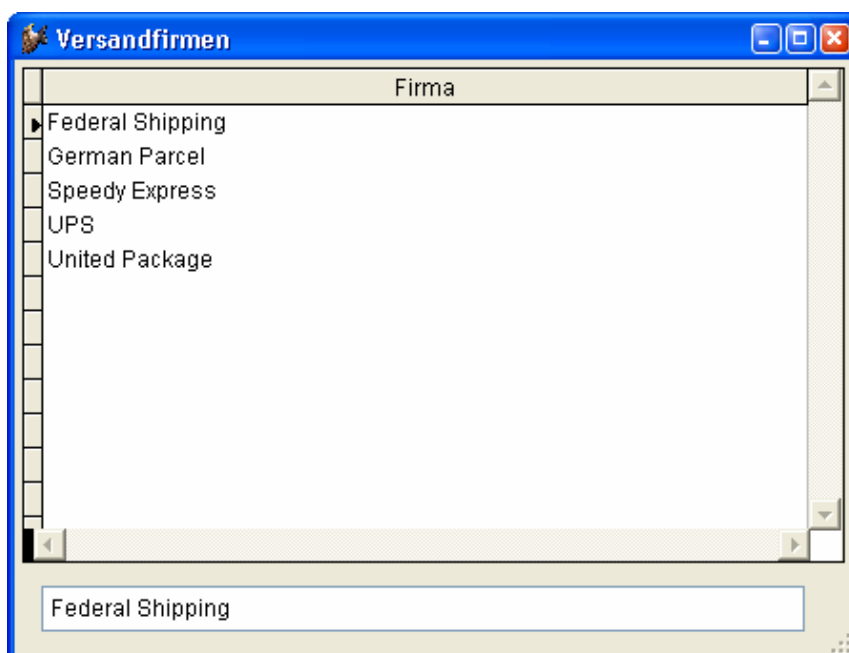 Versandfirmen
Firma
Federal Shipping
German Parcel
Speedy Express
UPS
United Package
Federal Shipping